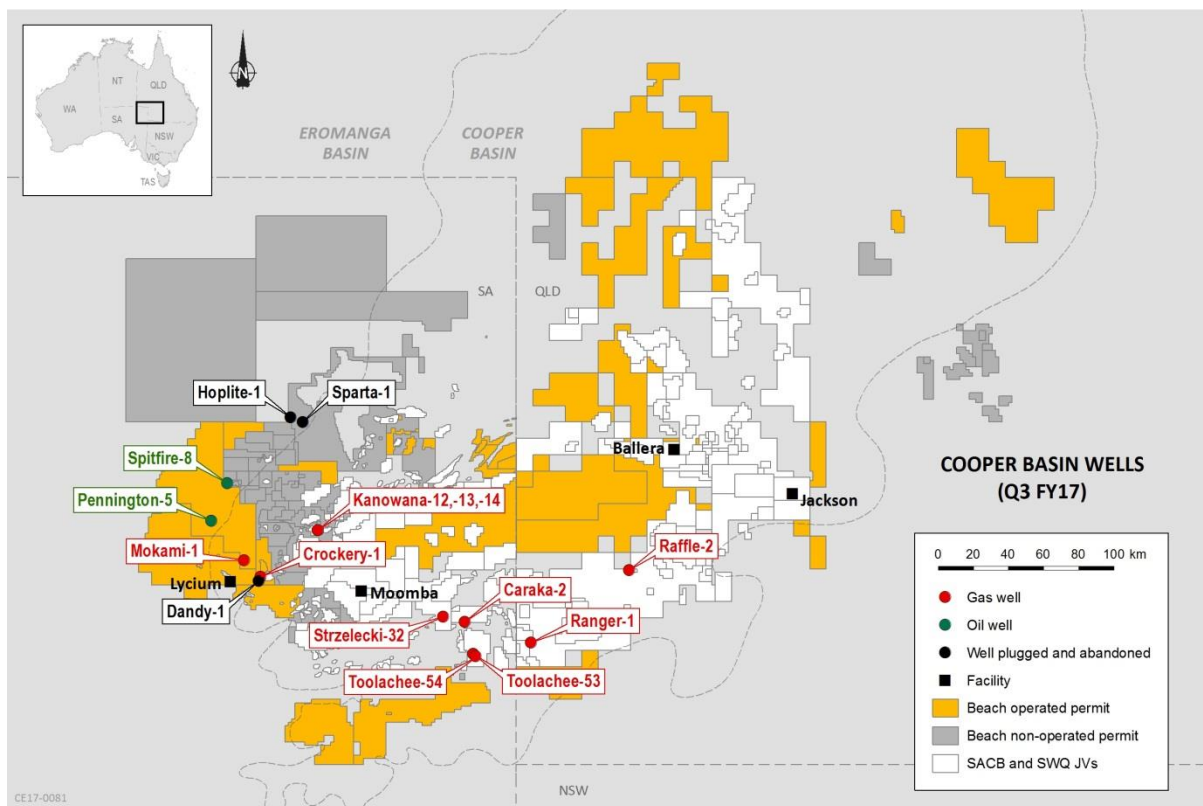 WA
NT
QLD
SA
NSW
VIC
TAS
N
EROMANGA
BASIN
COOPER
BASIN
SA
QLD
Hoplite-1
Sparta-1
Spitfire-8
Pennington-5
Kanowana-12,-13,-14
Mokami-1
Crockery-1
Lycium
Dandy-1
Moomba
Strzelecki-32
Caraka-2
Ranger-1
Raffle-2
Toolachee-54
Toolachee-53
Ballera
Jackson
COOPER BASIN WELLS
(Q3 FY17)
0 20 40 60 80 100 km
Gas well
Oil well
Well plugged and abandoned
Facility
Beach operated permit
Beach non-operated permit
SACB and SWQ JVs
NSW
CE17-0081